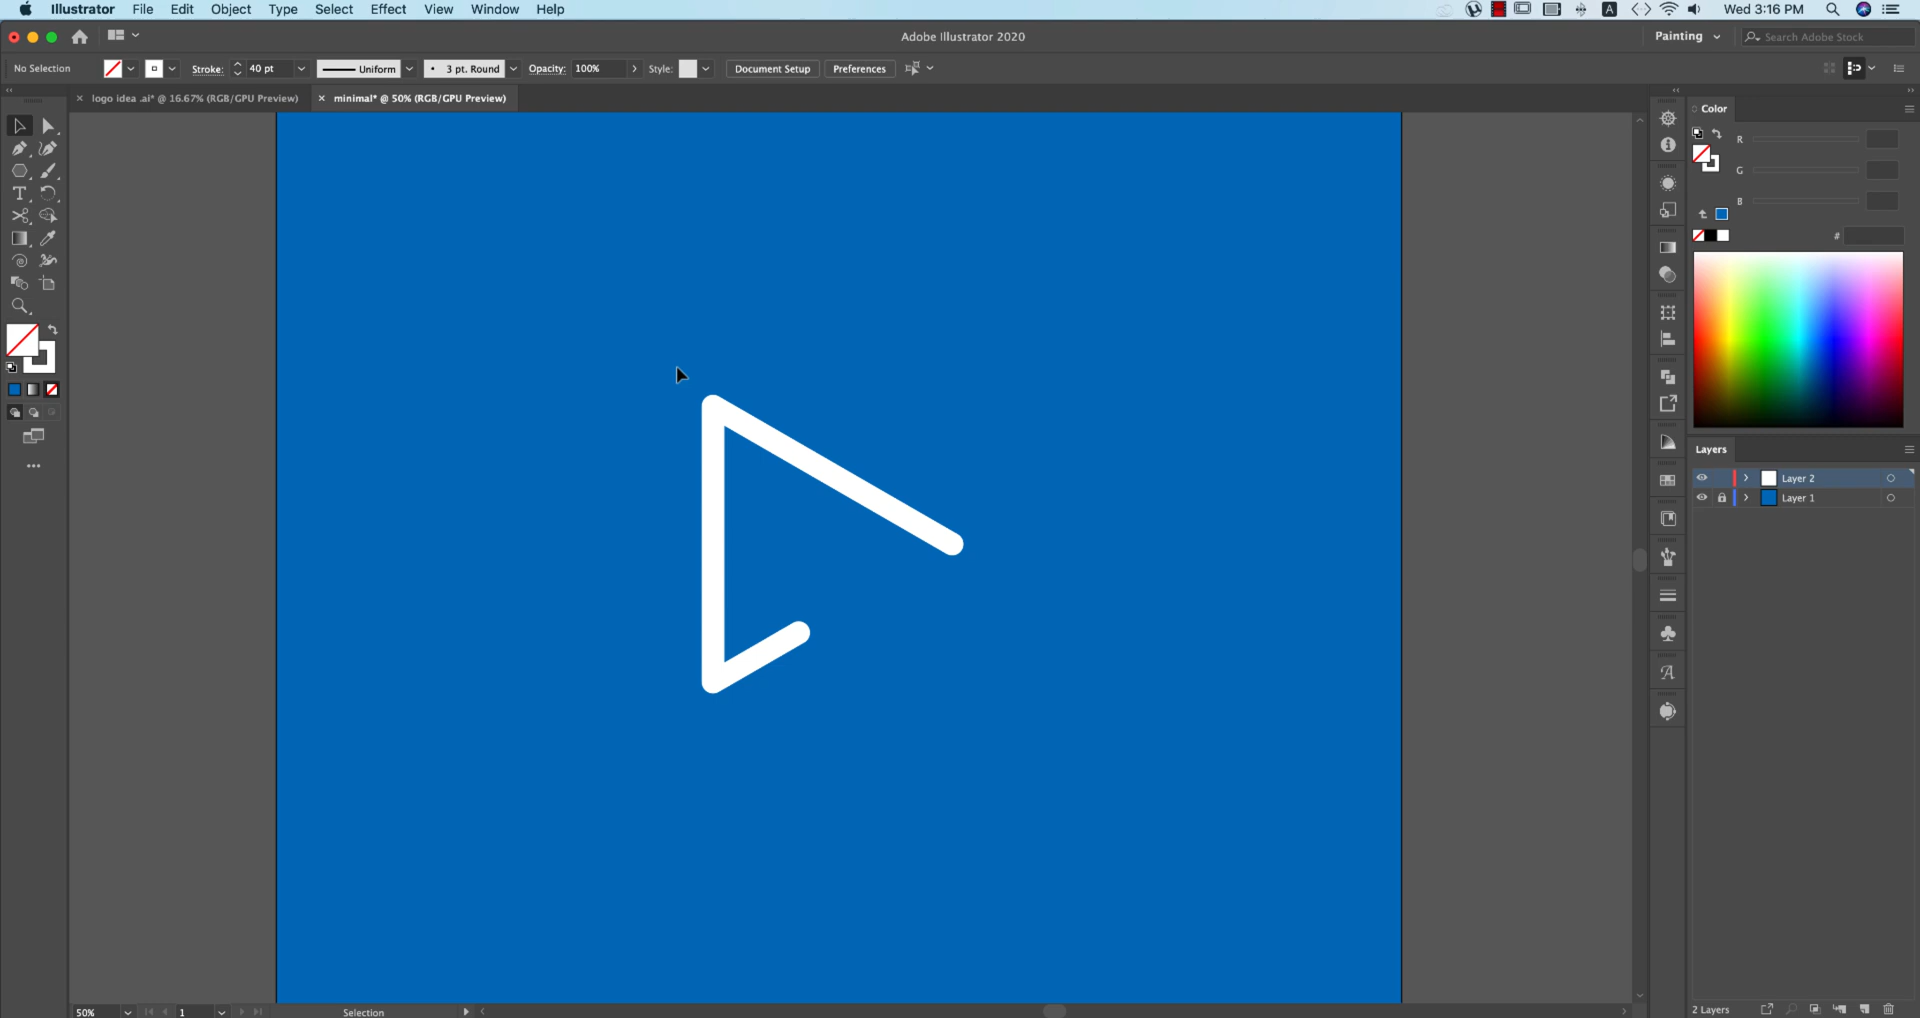 Illustrator File Edit Object Type Select Effect View Window Help A Wed 3:16 PM
Adobe Illustrator 2020 Painting Search Adobe Stock
No Selection Stroke: 40 pt Uniform 3 pt. Round Opacity: 100% Style: Document Setup Preferences
logo idea .ai* @ 16.67% (RGB/GPU Preview) minimal* @ 50% (RGB/GPU Preview)
Color
R
G
B
#
Layers
Layer 2
Layer 1
50% 1 Selection 2 Layers